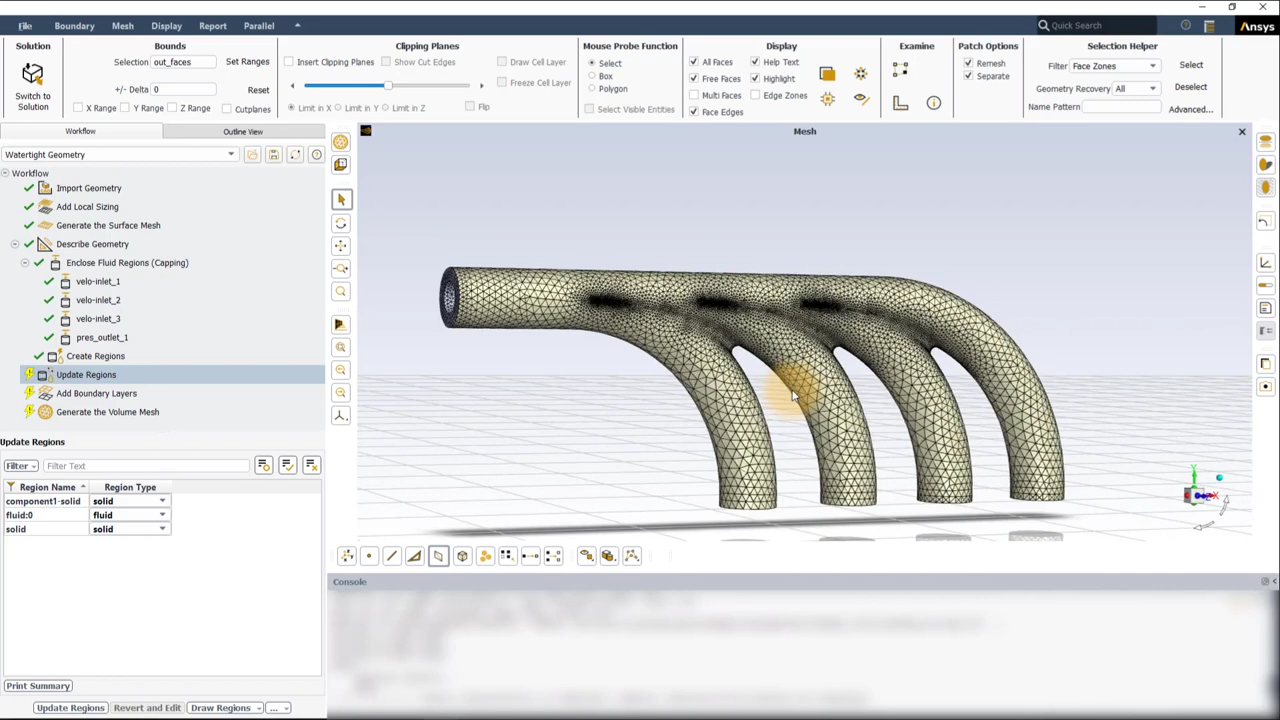 File Boundary Mesh Display Report Parallel Quick Search Ansys
Solution Bounds Clipping Planes Mouse Probe Function Display Examine Patch Options Selection Helper
Selection out_faces Set Ranges Insert Clipping Planes Show Cut Edges Draw Cell Layer Select All Faces Help Text Remesh Filter Face Zones Select
Switch to Solution +/- Delta 0 Reset Freeze Cell Layer Box Free Faces Highlight Separate Geometry Recovery All Deselect
X Range Y Range Z Range Cutplanes Limit in X Limit in Y Limit in Z Flip Polygon Multi Faces Edge Zones Name Pattern Advanced...
Select Visible Entities Face Edges
Workflow Outline View Mesh
Watertight Geometry
Workflow
Import Geometry
Add Local Sizing
Generate the Surface Mesh
Describe Geometry
Enclose Fluid Regions (Capping)
velo-inlet_1
velo-inlet_2
velo-inlet_3
pres_outlet_1
Create Regions
Update Regions
Add Boundary Layers
Generate the Volume Mesh
Update Regions
Filter Filter Text
Region Name Region Type
component1-solid solid
fluid:0 fluid
solid solid
Print Summary
Update Regions Revert and Edit Draw Regions ...
Y
X
Z
Console